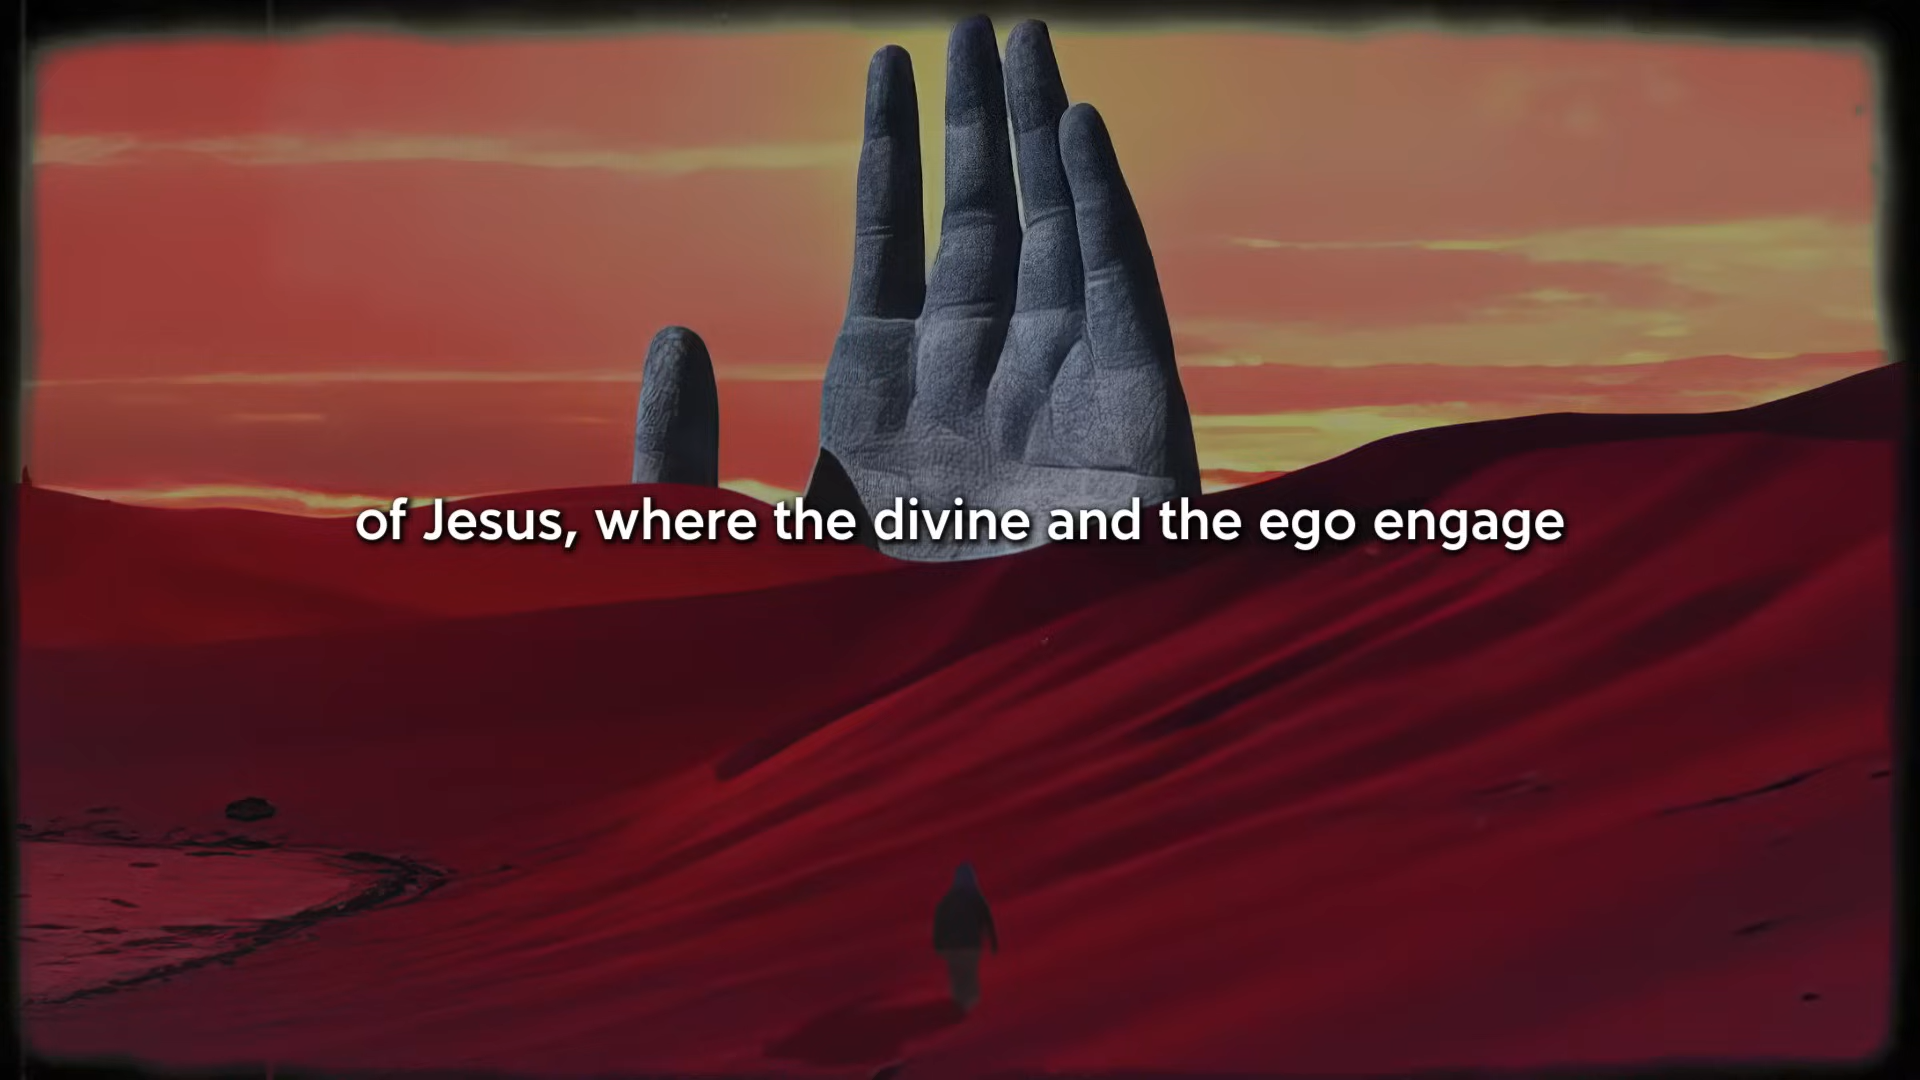 of Jesus, where the divine and the ego engage